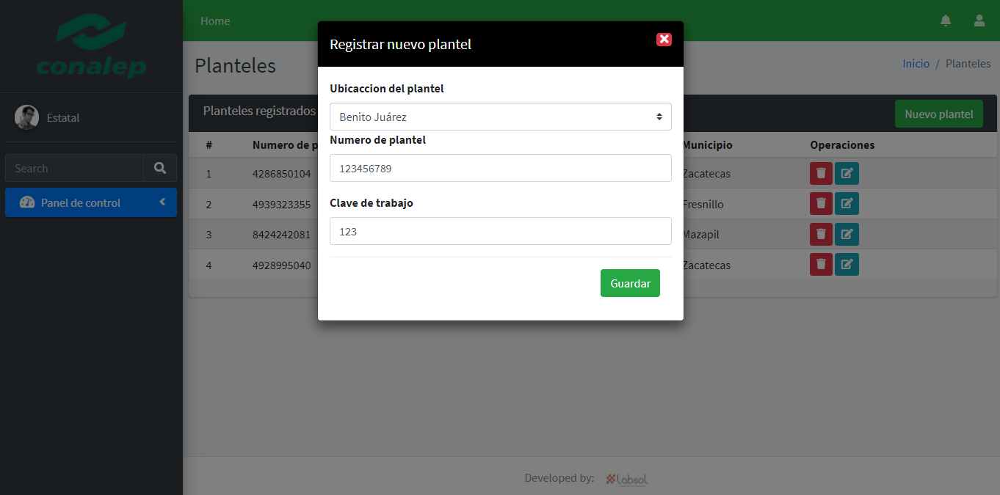 conalep
Home
Planteles
Inicio / Planteles
Estatal
Search
Panel de control
Planteles registrados
Nuevo plantel
# Numero de p Municipio Operaciones
1 4286850104 Zacatecas
2 4939323355 Fresnillo
3 8424242081 Mazapil
4 4928995040 Zacatecas
Registrar nuevo plantel
Ubicaccion del plantel
Benito Juárez
Numero de plantel
123456789
Clave de trabajo
123
Guardar
Developed by: Labsol